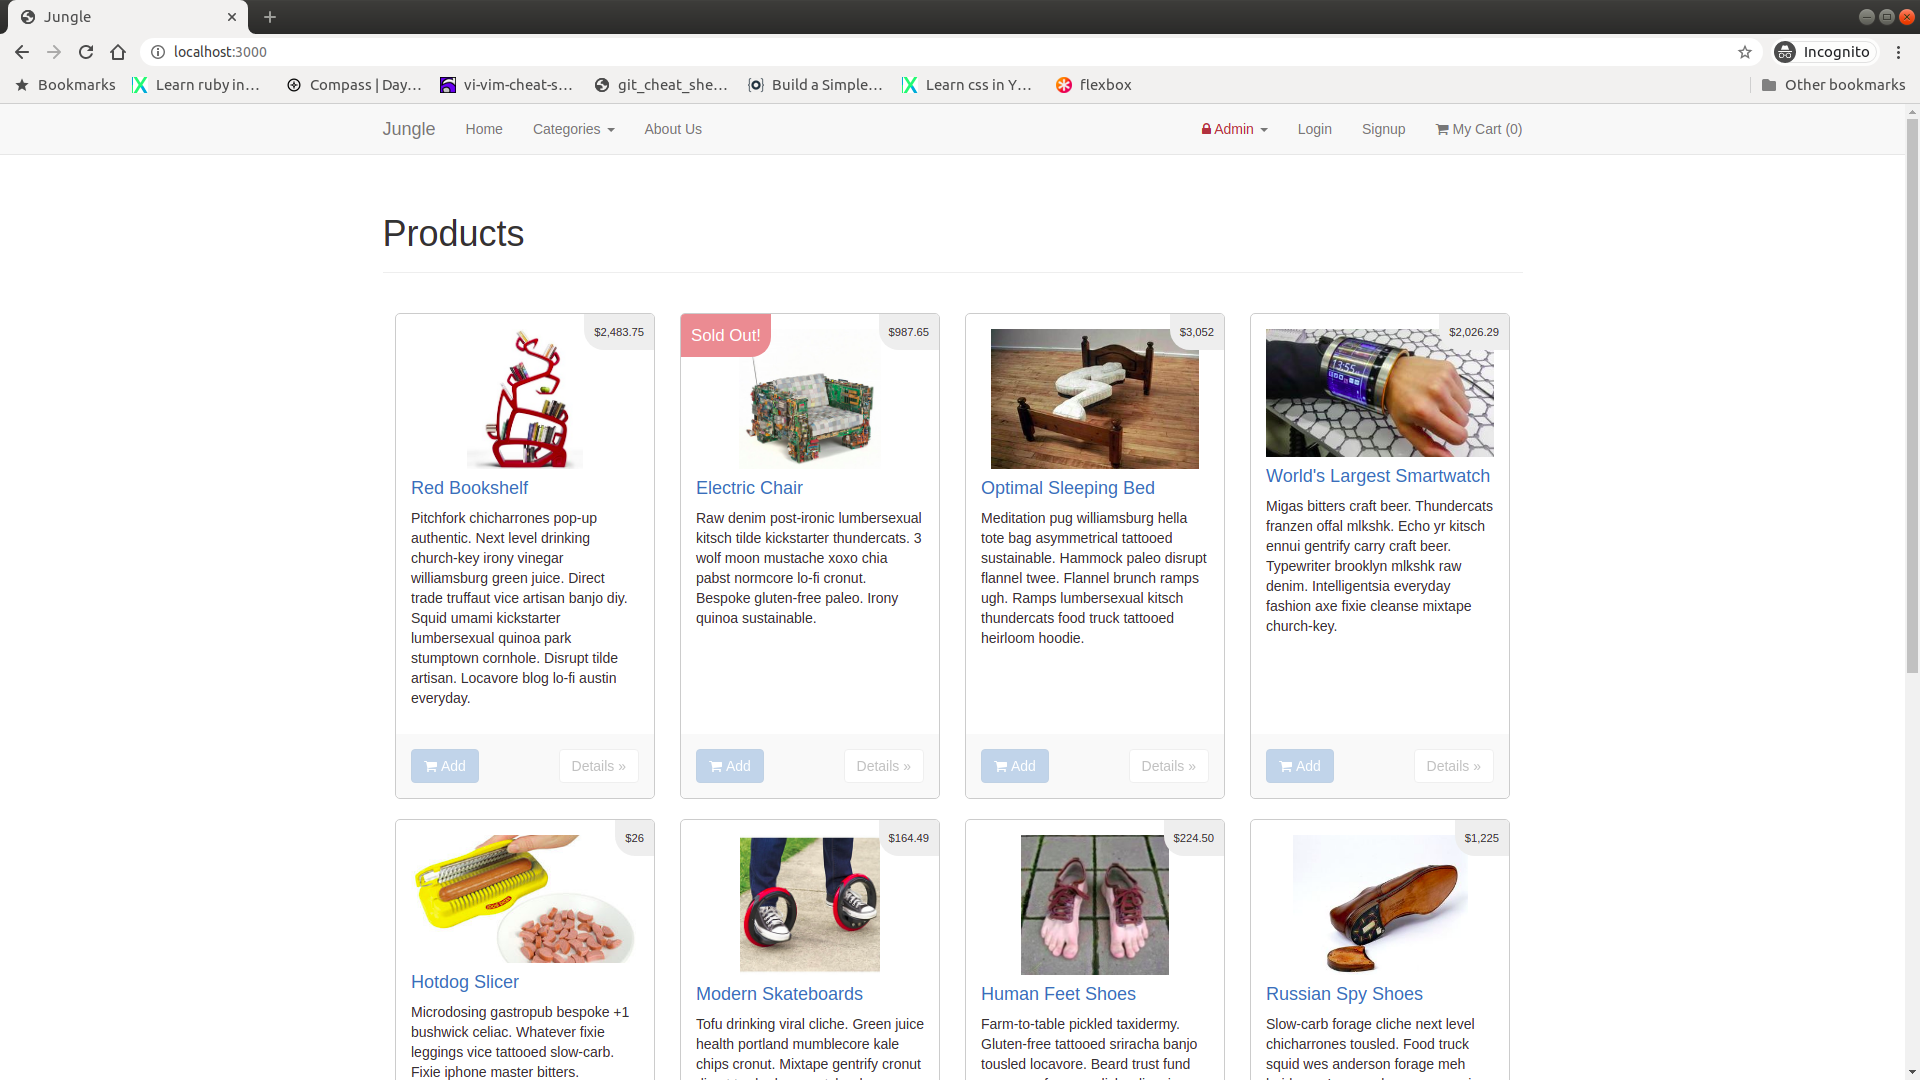 Jungle
localhost:3000
Incognito
Bookmarks
Learn ruby in…
Compass | Day…
vi-vim-cheat-s…
git_cheat_she…
Build a Simple…
Learn css in Y…
flexbox
Other bookmarks
Jungle
Home
Categories
About Us
Admin
Login
Signup
My Cart (0)
Products
$2,483.75
Red Bookshelf
Pitchfork chicharrones pop-up
authentic. Next level drinking
church-key irony vinegar
williamsburg green juice. Direct
trade truffaut vice artisan banjo diy.
Squid umami kickstarter
lumbersexual quinoa park
stumptown cornhole. Disrupt tilde
artisan. Locavore blog lo-fi austin
everyday.
Add
Details »
Sold Out!
$987.65
Electric Chair
Raw denim post-ironic lumbersexual
kitsch tilde kickstarter thundercats. 3
wolf moon mustache xoxo chia
pabst normcore lo-fi cronut.
Bespoke gluten-free paleo. Irony
quinoa sustainable.
Add
Details »
$3,052
Optimal Sleeping Bed
Meditation pug williamsburg hella
tote bag asymmetrical tattooed
sustainable. Hammock paleo disrupt
flannel twee. Flannel brunch ramps
ugh. Ramps lumbersexual kitsch
thundercats food truck tattooed
heirloom hoodie.
Add
Details »
$2,026.29
13:55
World's Largest Smartwatch
Migas bitters craft beer. Thundercats
franzen offal mlkshk. Echo yr kitsch
ennui gentrify carry craft beer.
Typewriter brooklyn mlkshk raw
denim. Intelligentsia everyday
fashion axe fixie cleanse mixtape
church-key.
Add
Details »
$26
Hotdog Slicer
Microdosing gastropub bespoke +1
bushwick celiac. Whatever fixie
leggings vice tattooed slow-carb.
Fixie iphone master bitters.
$164.49
Modern Skateboards
Tofu drinking viral cliche. Green juice
health portland mumblecore kale
chips cronut. Mixtape gentrify cronut
$224.50
Human Feet Shoes
Farm-to-table pickled taxidermy.
Gluten-free tattooed sriracha banjo
tousled locavore. Beard trust fund
$1,225
Russian Spy Shoes
Slow-carb forage cliche next level
chicharrones tousled. Food truck
squid wes anderson forage meh